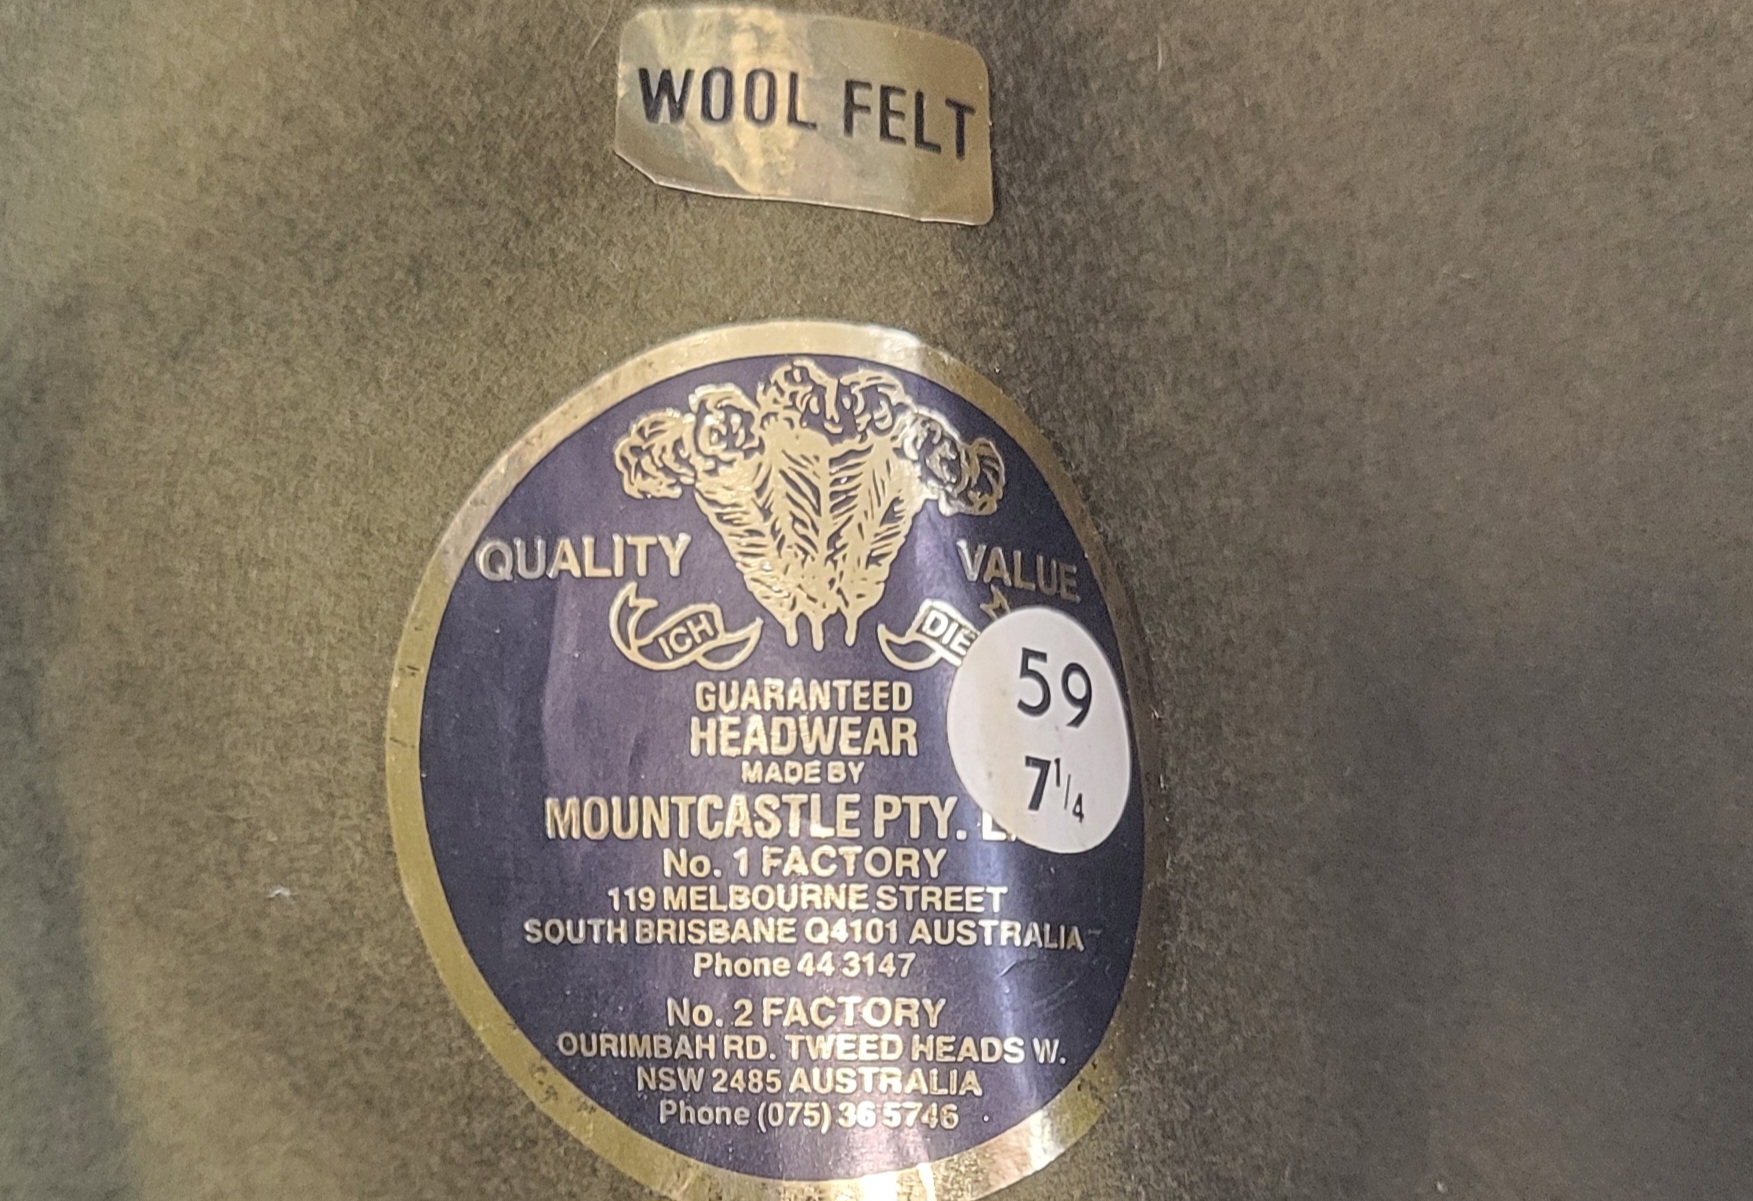 WOOL FELT
QUALITY VALUE
ICH DIE
GUARANTEED
HEADWEAR
MADE BY
MOUNTCASTLE PTY.
No. 1 FACTORY
119 MELBOURNE STREET
SOUTH BRISBANE Q4101 AUSTRALIA
Phone 44 3147
No. 2 FACTORY
OURIMBAH RD. TWEED HEADS W.
NSW 2485 AUSTRALIA
Phone (075) 36 5746
59
7 1/4